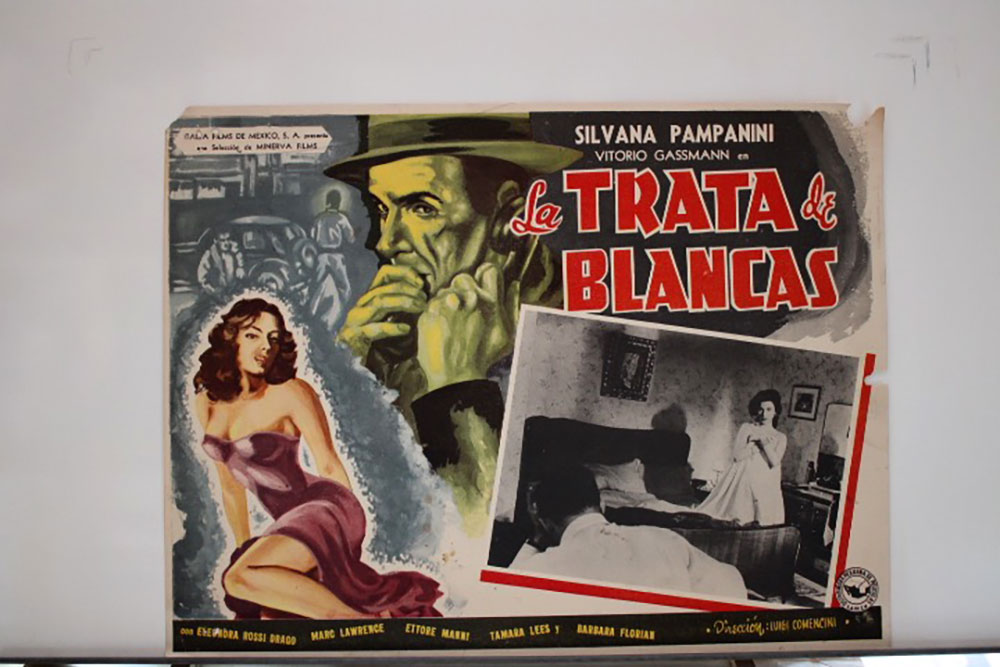 ITALIA FILMS DE MEXICO, S. A. presenta
una Selección de MINERVA FILMS.
SILVANA PAMPANINI
VITORIO GASSMANN en
La TRATA de
BLANCAS
con ELEONORA ROSSI DRAGO MARC LAWRENCE ETTORE MANNI TAMARA LEES Y BARBARA FLORIAN
Dirección: LUIGI COMENCINI